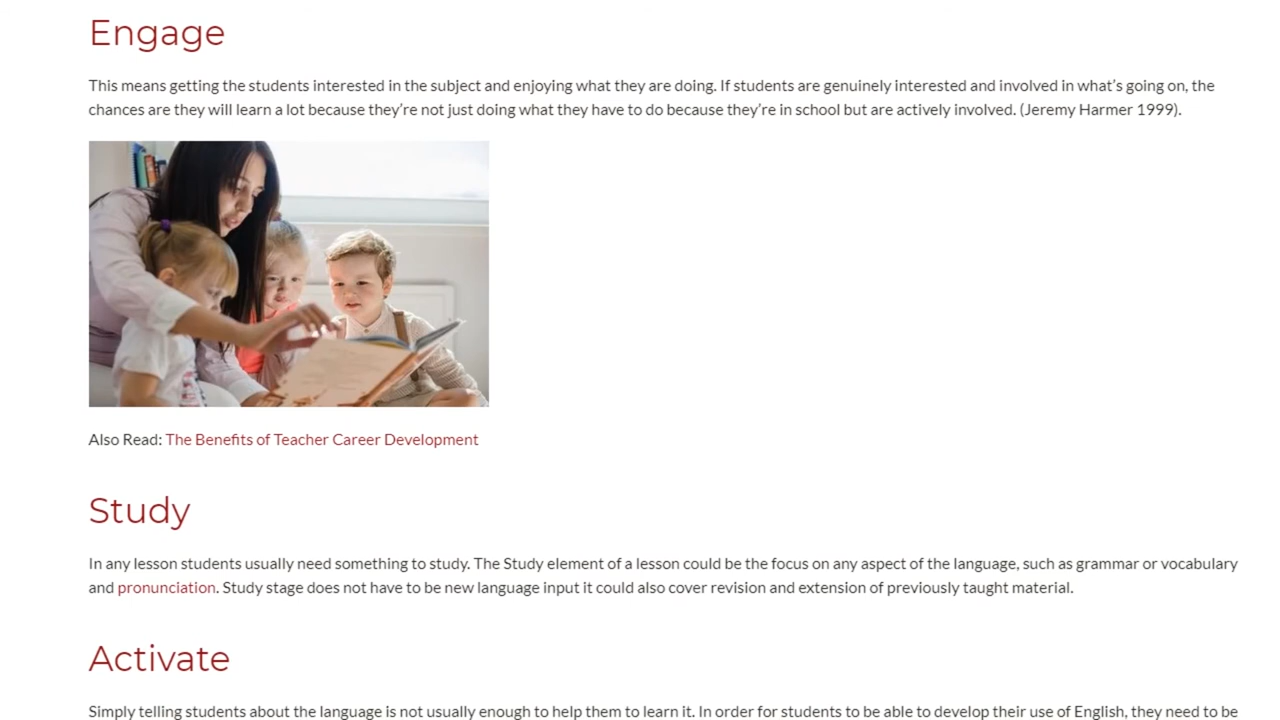 Engage
This means getting the students interested in the subject and enjoying what they are doing. If students are genuinely interested and involved in what’s going on, the
chances are they will learn a lot because they’re not just doing what they have to do because they’re in school but are actively involved. (Jeremy Harmer 1999).
Also Read: The Benefits of Teacher Career Development
Study
In any lesson students usually need something to study. The Study element of a lesson could be the focus on any aspect of the language, such as grammar or vocabulary
and pronunciation. Study stage does not have to be new language input it could also cover revision and extension of previously taught material.
Activate
Simply telling students about the language is not usually enough to help them to learn it. In order for students to be able to develop their use of English, they need to be